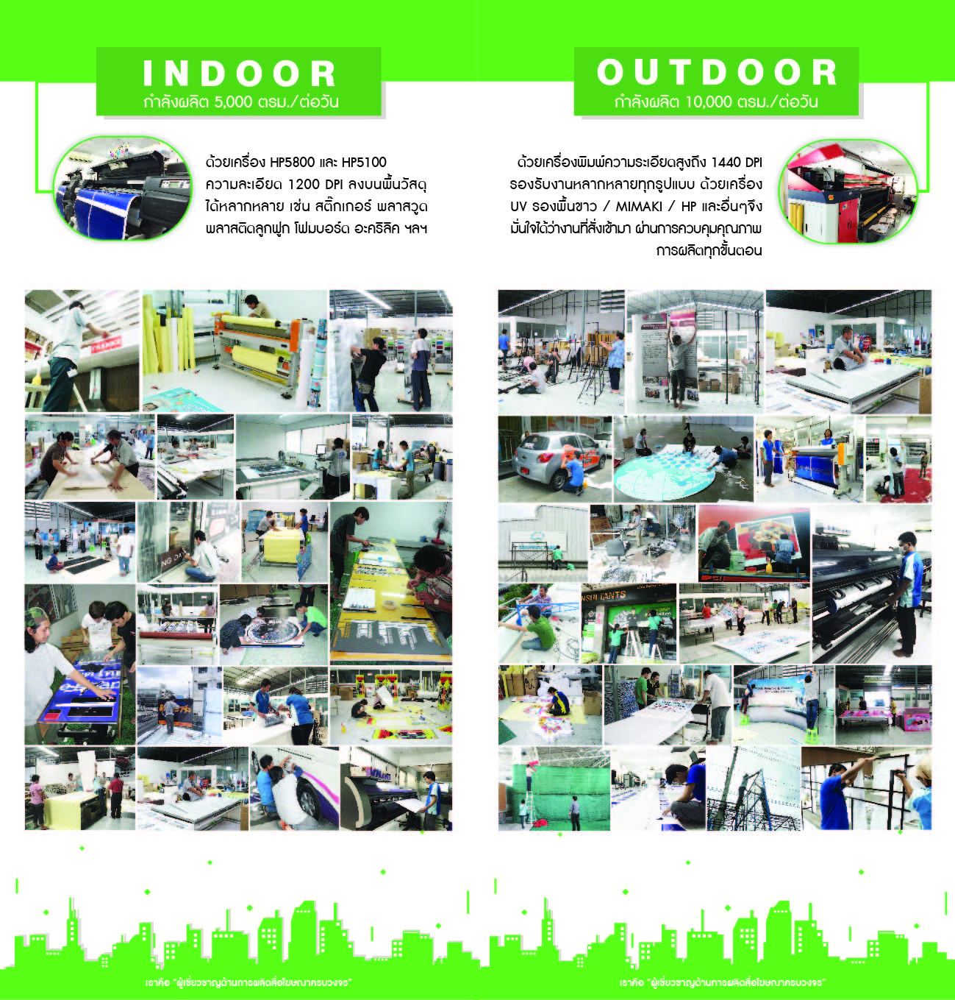 INDOOR
กำลังผลิต 5,000 ตรม./ต่อวัน
ด้วยเครื่อง HP5800 และ HP5100
ความละเอียด 1200 DPI ลงบนพื้นวัสดุ
ได้หลากหลาย เช่น สติ๊กเกอร์ พลาสวูด
พลาสติดลูกฟูก โฟมบอร์ด อะคริลิค ฯลฯ
OUTDOOR
กำลังผลิต 10,000 ตรม./ต่อวัน
ด้วยเครื่องพิมพ์ความระเอียดสูงถึง 1440 DPI
รองรับงานหลากหลายทุกรูปแบบ ด้วยเครื่อง
UV รองพื้นขาว / MIMAKI / HP และอื่นๆจึง
มั่นใจได้ว่างานที่สั่งเข้ามา ผ่านการควบคุมคุณภาพ
การผลิตทุกขั้นตอน
เราคือ "ผู้เชี่ยวชาญด้านการผลิตสื่อโฆษณาครบวงจร"
เราคือ "ผู้เชี่ยวชาญด้านการผลิตสื่อโฆษณาครบวงจร"